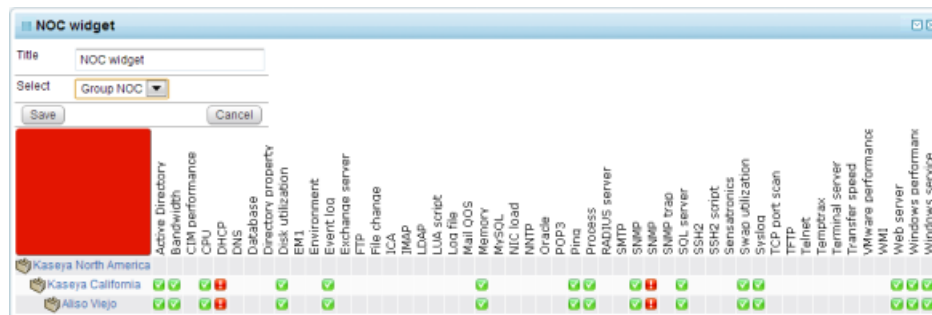 NOC widget
Title NOC widget
Select Group NOC
Save Cancel
Active Directory
Bandwidth
CIM performance
CPU
DHCP
DNS
Database
Directory property
Disk utilization
EM1
Environment
Event log
Exchange server
FTP
File change
ICA
IMAP
LDAP
LUA script
Log file
Mail QOS
Memory
MySQL
NIC load
NNTP
Oracle
POP3
Ping
Process
RADIUS server
SMTP
SNMP
SNMP
SNMP trap
SQL server
SSH2
SSH2 script
Sensatronics
Swap utilization
Syslog
TCP port scan
TFTP
Telnet
Temptrax
Terminal server
Transfer speed
VMware performance
WMI
Web server
Windows performanc
Windows service
Kaseya North America
Kaseya California
Aliso Viejo